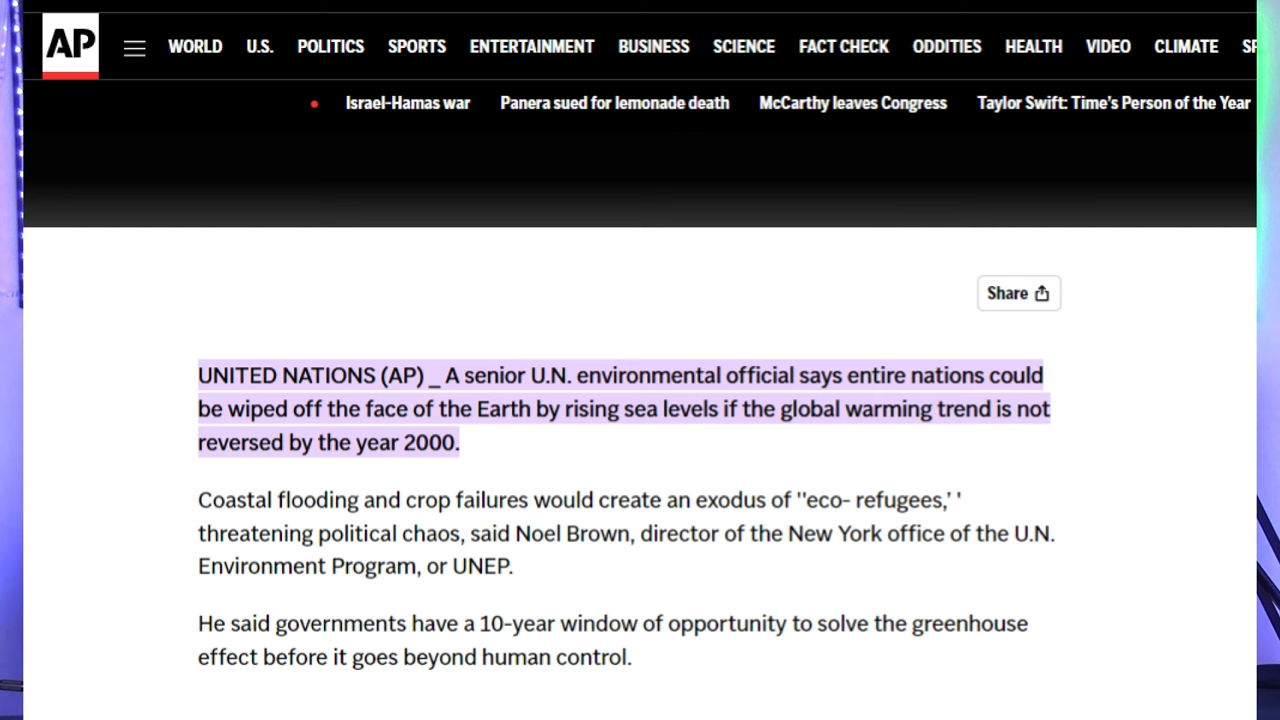 AP
WORLD U.S. POLITICS SPORTS ENTERTAINMENT BUSINESS SCIENCE FACT CHECK ODDITIES HEALTH VIDEO CLIMATE
Israel-Hamas war Panera sued for lemonade death McCarthy leaves Congress Taylor Swift: Time's Person of the Year
Share
UNITED NATIONS (AP) _ A senior U.N. environmental official says entire nations could
be wiped off the face of the Earth by rising sea levels if the global warming trend is not
reversed by the year 2000.
Coastal flooding and crop failures would create an exodus of ''eco- refugees,' '
threatening political chaos, said Noel Brown, director of the New York office of the U.N.
Environment Program, or UNEP.
He said governments have a 10-year window of opportunity to solve the greenhouse
effect before it goes beyond human control.